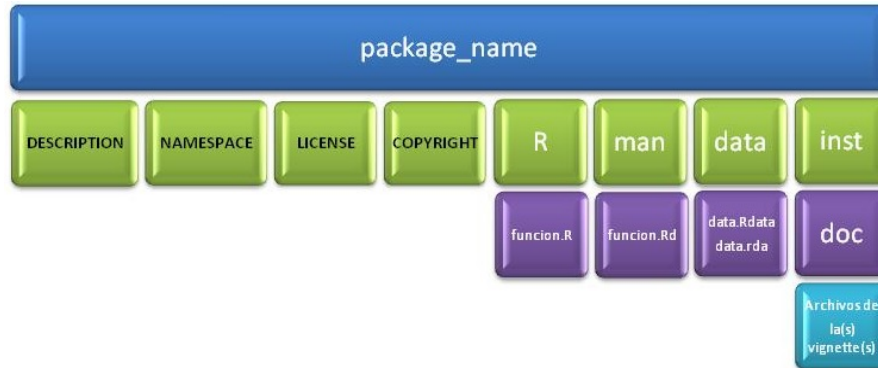 package_name
DESCRIPTION NAMESPACE LICENSE COPYRIGHT R man data inst
funcion.R funcion.Rd data.Rdata doc
data.rda
Archivos de
la(s)
vignette(s)